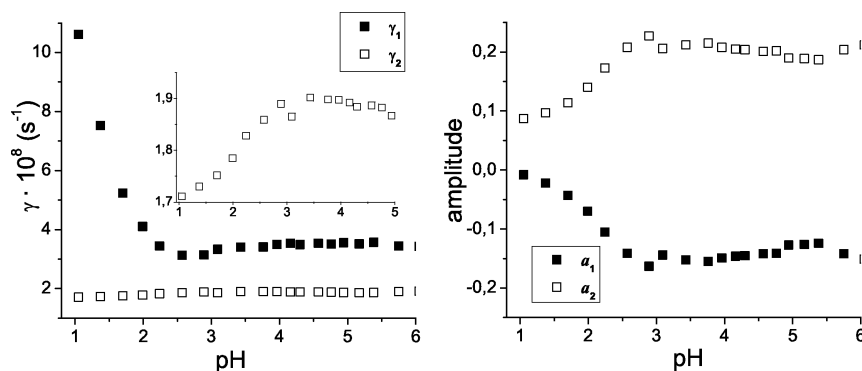 γ₁
γ₂
γ · 10⁸ (s⁻¹)
10
8
6
4
2
1,9
1,8
1,7
1 2 3 4 5
1 2 3 4 5 6
pH
amplitude
0,2
0,1
0,0
-0,1
-0,2
a₁
a₂
1 2 3 4 5 6
pH